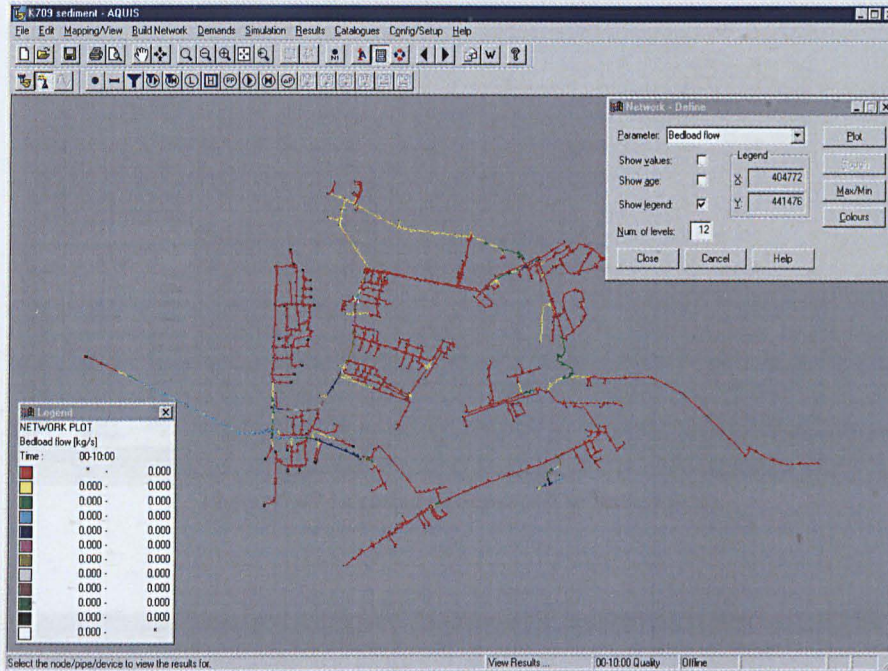 K709 sediment - AQUIS
File Edit Mapping/View Build Network Demands Simulation Results Catalogues Config/Setup Help
W
L H PP
Network - Define
Parameter: Bedload flow
Show values:
Show age:
Show legend:
Num. of levels: 12
Legend
X: 404772
Y: 441476
Plot
Max/Min
Colours
Close Cancel Help
Legend
NETWORK PLOT
Bedload flow [kg/s]
Time : 00-10:00
* - 0.000
0.000 - 0.000
0.000 - 0.000
0.000 - 0.000
0.000 - 0.000
0.000 - 0.000
0.000 - 0.000
0.000 - 0.000
0.000 - 0.000
0.000 - 0.000
0.000 - 0.000
0.000 - *
Select the node/pipe/device to view the results for.
View Results ... 00-10:00 Quality Offline